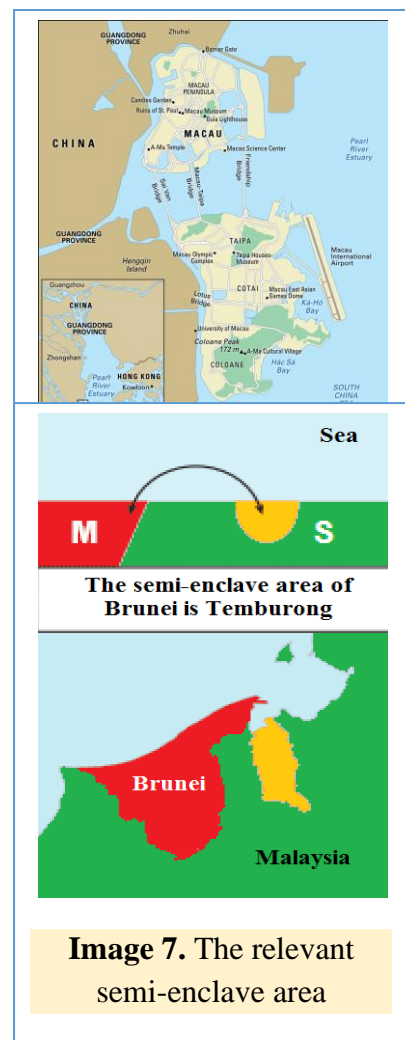 GUANGDONG
PROVINCE
Zhuhai
Barrier Gate
MACAU
PENINSULA
Camões Garden
Ruins of St. Paul
Macau Museum
Guia Lighthouse
MACAU
CHINA
A-Ma Temple
Macau Science Center
Pearl
River
Estuary
Sai Van
Bridge
Macau-Taipa
Bridge
Friendship
Bridge
GUANGDONG
PROVINCE
TAIPA
Hengqin
Island
Macau Olympic
Complex
Taipa Houses-
Museum
Macau
International
Airport
COTAI
Lotus
Bridge
Macau East Asian
Games Dome
Ká-Hó
Bay
University of Macau
Coloane Peak
172 m
A-Ma Cultural Village
COLOANE
Hác Sá
Bay
SOUTH
CHINA
Guangzhou
CHINA
GUANGDONG
PROVINCE
Zhongshan
Pearl
River
Estuary
HONG KONG
Kowloon
Sea
M
S
The semi-enclave area of
Brunei is Temburong
Brunei
Malaysia
Image 7. The relevant
semi-enclave area